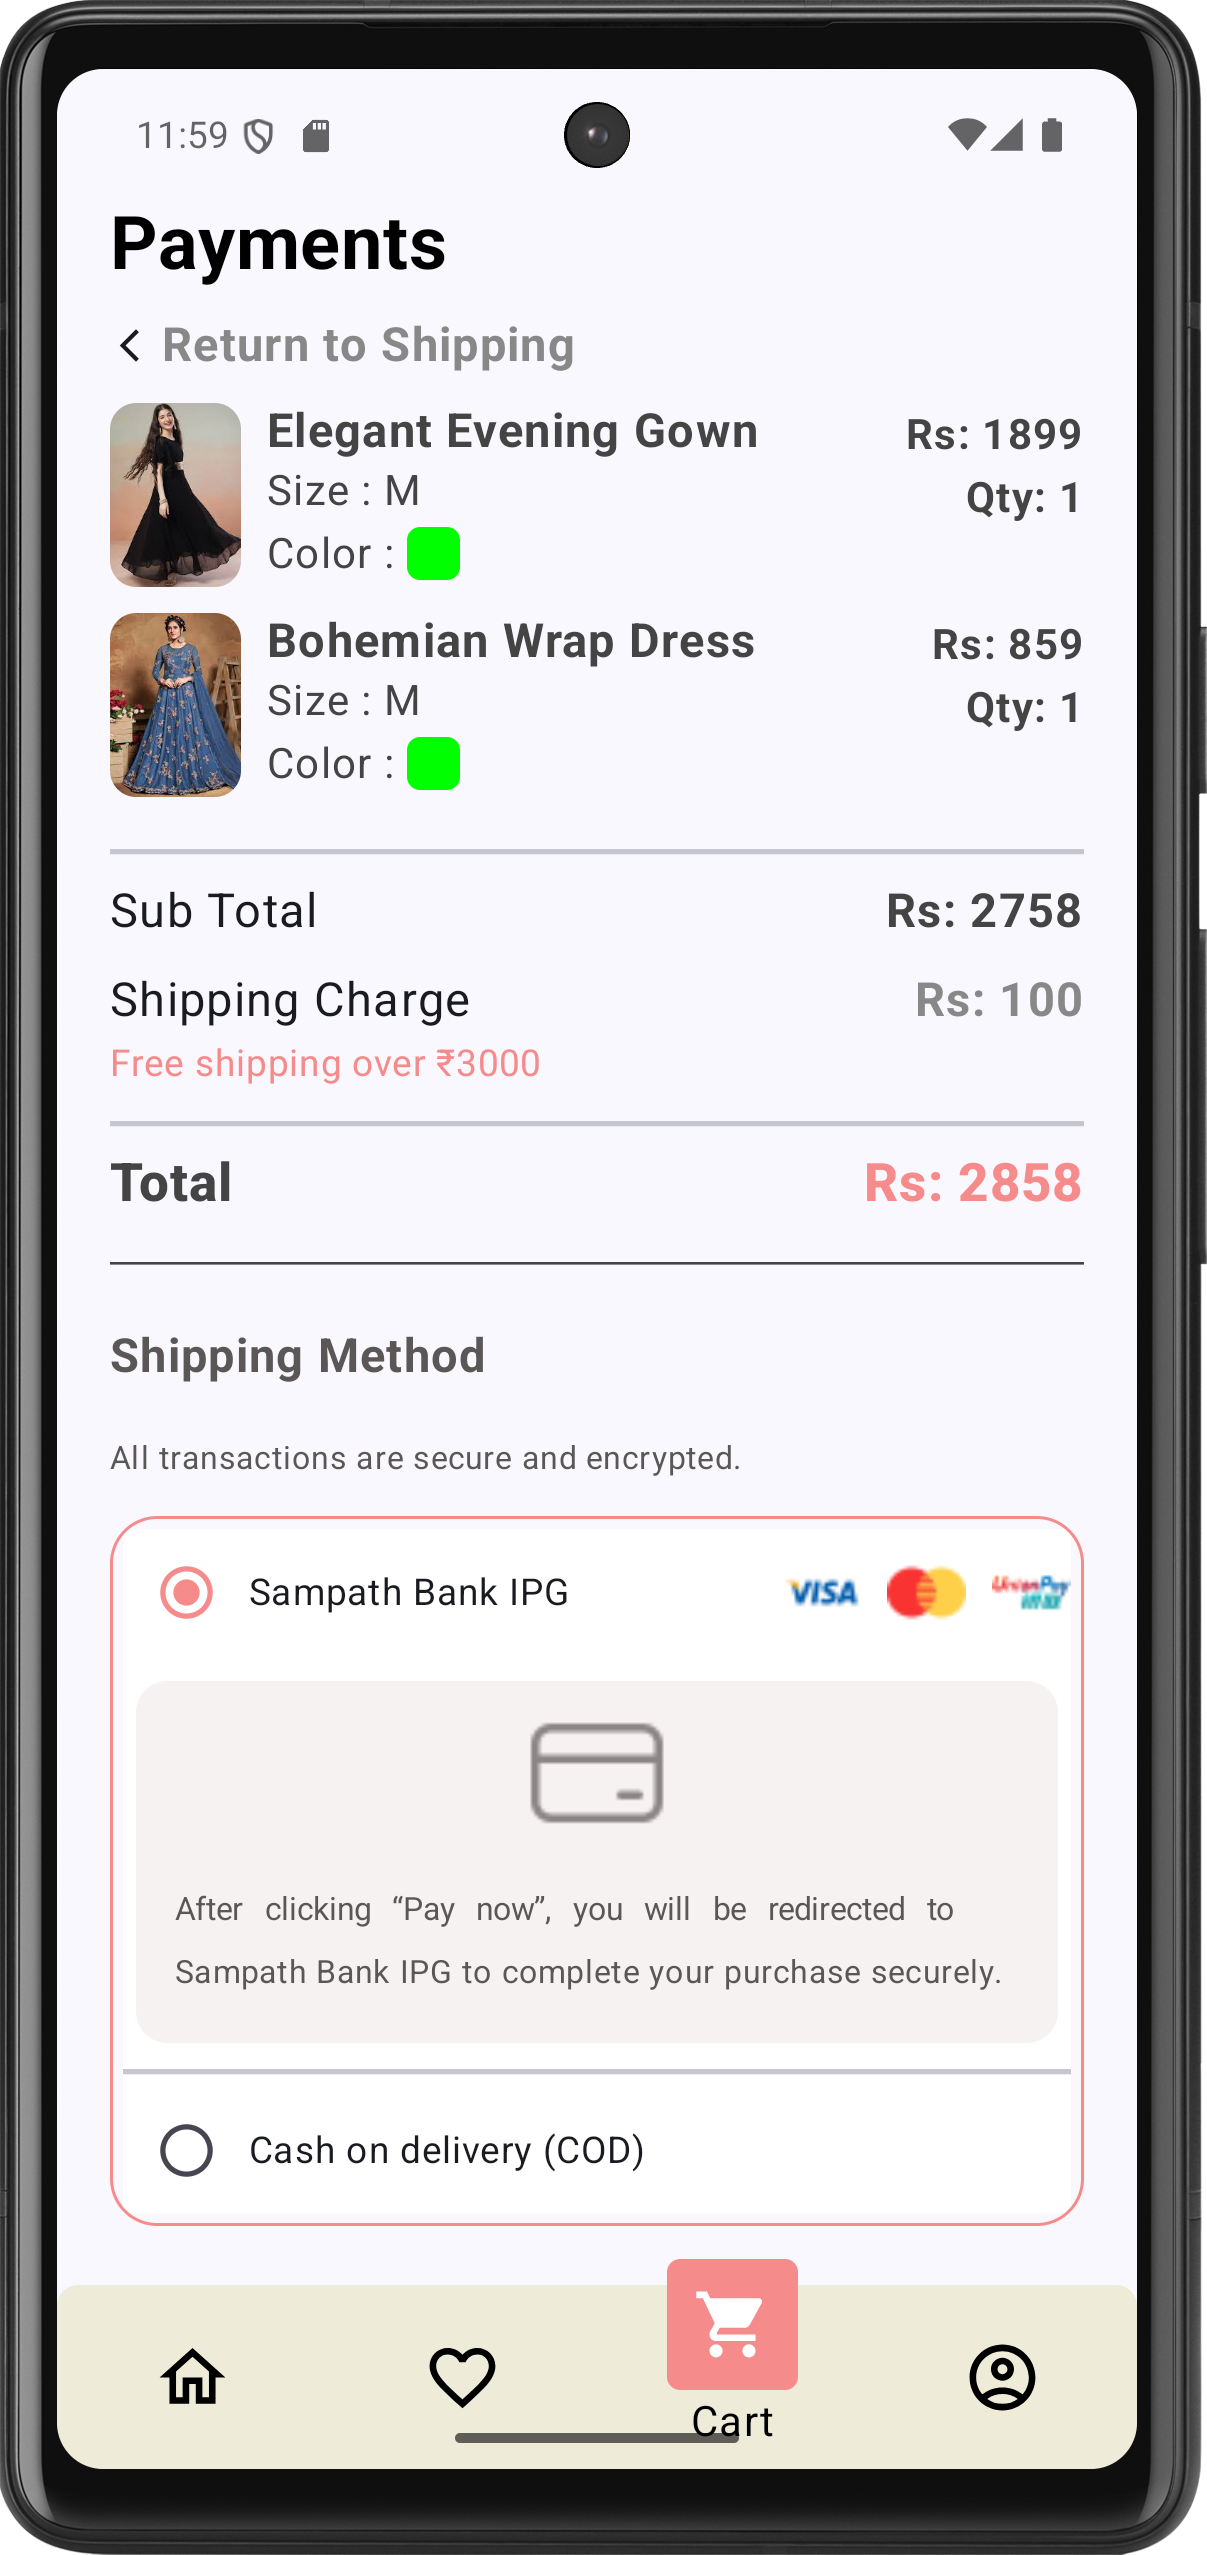 11:59
Payments
Return to Shipping
Elegant Evening Gown
Rs: 1899
Size : M
Qty: 1
Color :
Bohemian Wrap Dress
Rs: 859
Size : M
Qty: 1
Color :
Sub Total
Rs: 2758
Shipping Charge
Rs: 100
Free shipping over ₹3000
Total
Rs: 2858
Shipping Method
All transactions are secure and encrypted.
Sampath Bank IPG
VISA
UnionPay
After clicking “Pay now”, you will be redirected to
Sampath Bank IPG to complete your purchase securely.
Cash on delivery (COD)
Cart